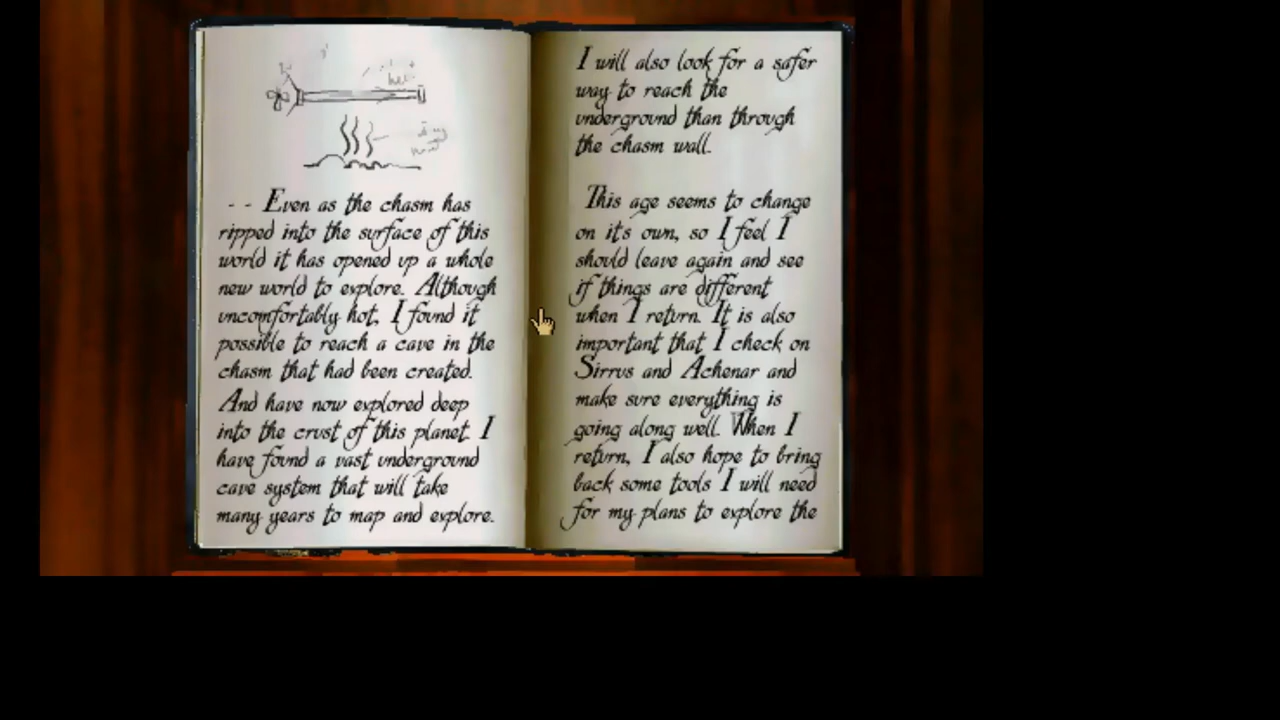 - - Even as the chasm has
ripped into the surface of this
world it has opened up a whole
new world to explore. Although
uncomfortably hot, I found it
possible to reach a cave in the
chasm that had been created.
And have now explored deep
into the crust of this planet. I
have found a vast underground
cave system that will take
many years to map and explore.
I will also look for a safer
way to reach the
underground than through
the chasm wall.
This age seems to change
on its own, so I feel I
should leave again and see
if things are different
when I return. It is also
important that I check on
Sirrus and Achenar and
make sure everything is
going along well. When I
return, I also hope to bring
back some tools I will need
for my plans to explore the